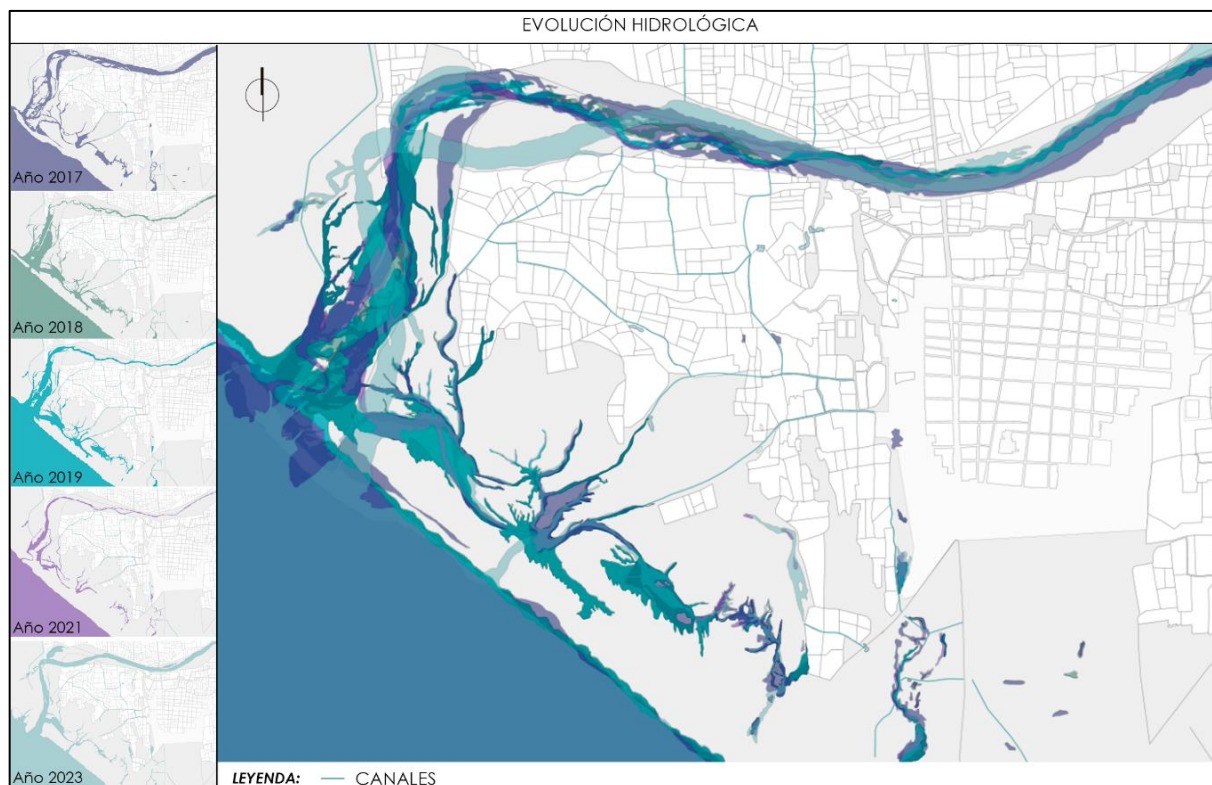 EVOLUCIÓN HIDROLÓGICA
Año 2017
Año 2018
Año 2019
Año 2021
Año 2023
LEYENDA: CANALES